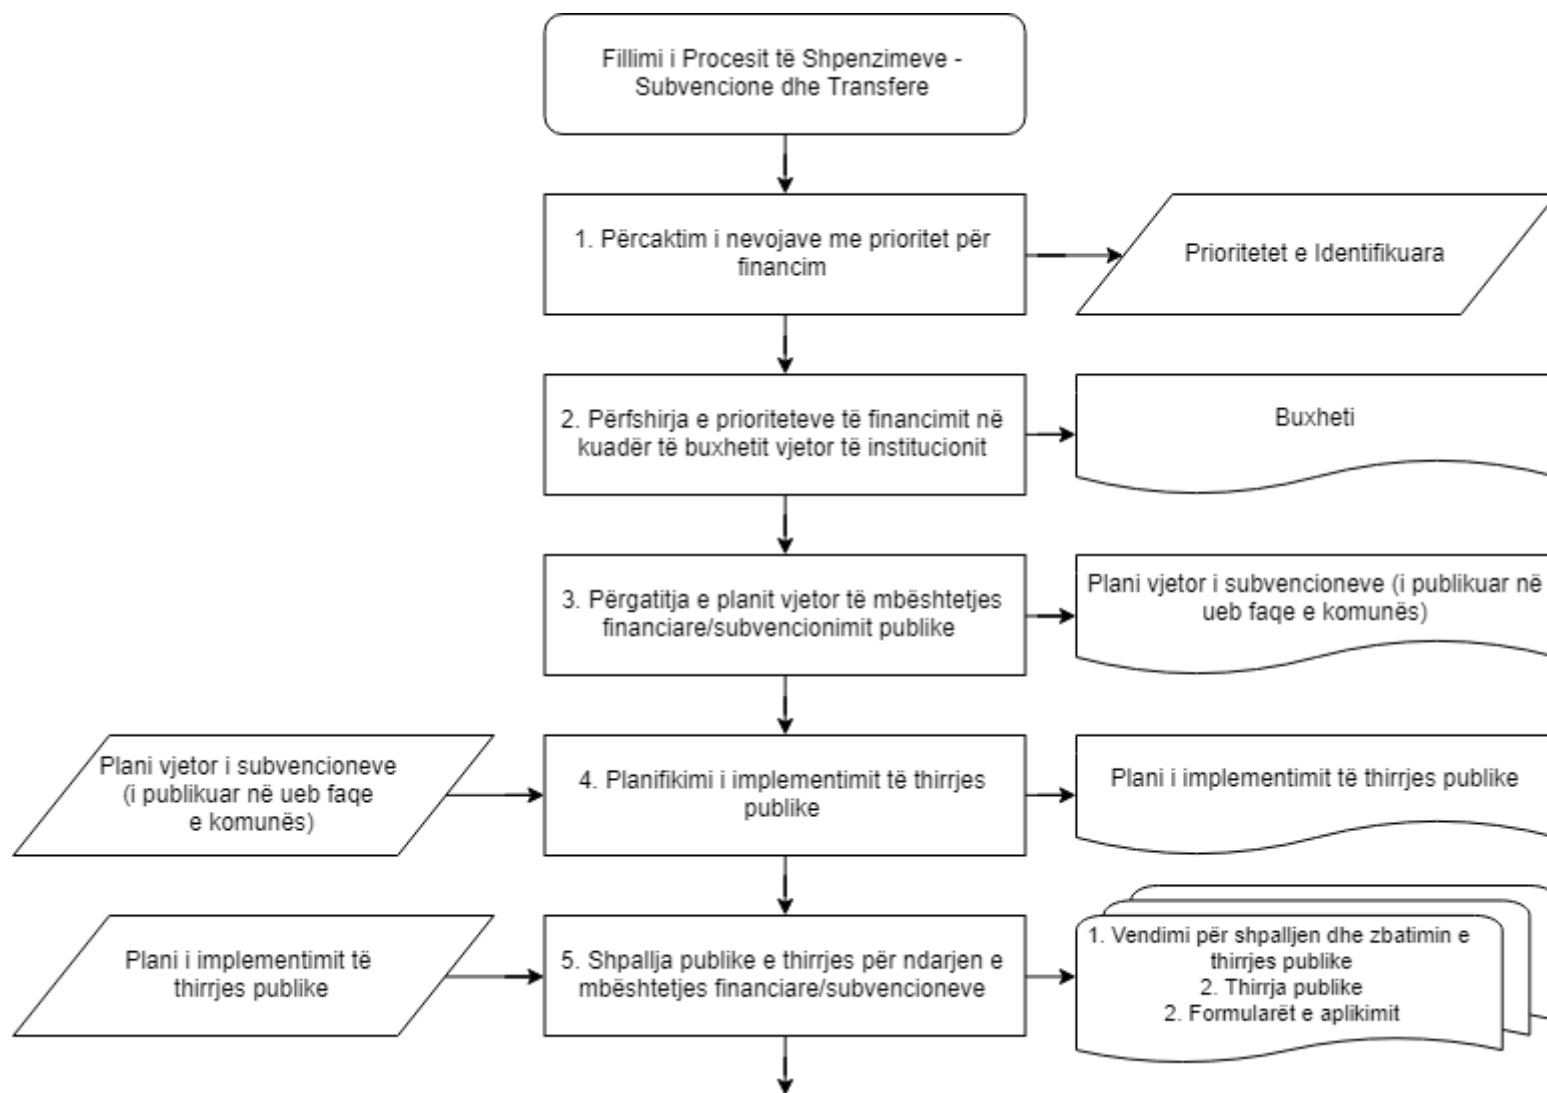 Fillimi i Procesit të Shpenzimeve -
Subvencione dhe Transfere
1. Përcaktim i nevojave me prioritet për
financim
Prioritetet e Identifikuara
2. Përfshirja e prioriteteve të financimit në
kuadër të buxhetit vjetor të institucionit
Buxheti
3. Përgatitja e planit vjetor të mbështetjes
financiare/subvencionimit publike
Plani vjetor i subvencioneve (i publikuar në
ueb faqe e komunës)
Plani vjetor i subvencioneve
(i publikuar në ueb faqe
e komunës)
4. Planifikimi i implementimit të thirrjes
publike
Plani i implementimit të thirrjes publike
Plani i implementimit të
thirrjes publike
5. Shpallja publike e thirrjes për ndarjen e
mbështetjes financiare/subvencioneve
1. Vendimi për shpalljen dhe zbatimin e
thirrjes publike
2. Thirrja publike
2. Formularët e aplikimit